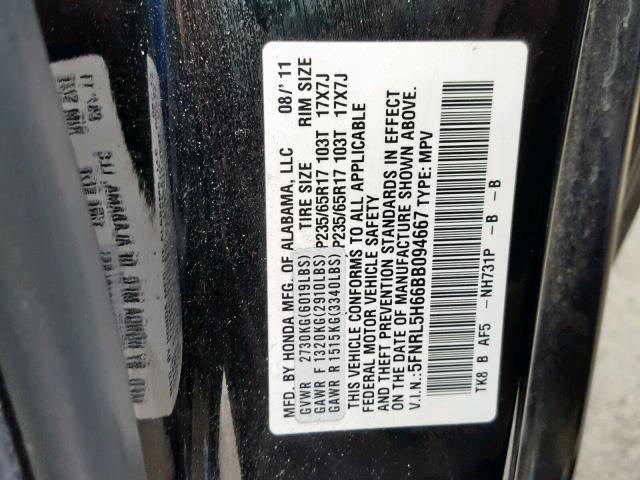 MFD. BY HONDA MFG. OF ALABAMA, LLC 08/'11
GVWR 2730KG(6019LBS) TIRE SIZE RIM SIZE
GAWR F 1320KG(2910LBS) P235/65R17 103T 17X7J
GAWR R 1515KG(3340LBS) P235/65R17 103T 17X7J
THIS VEHICLE CONFORMS TO ALL APPLICABLE
FEDERAL MOTOR VEHICLE SAFETY
AND THEFT PREVENTION STANDARDS IN EFFECT
ON THE DATE OF MANUFACTURE SHOWN ABOVE.
V.I.N.: 5FNRL5H66BB094667 TYPE: MPV
TK8 B AF5 -NH731P -B -B